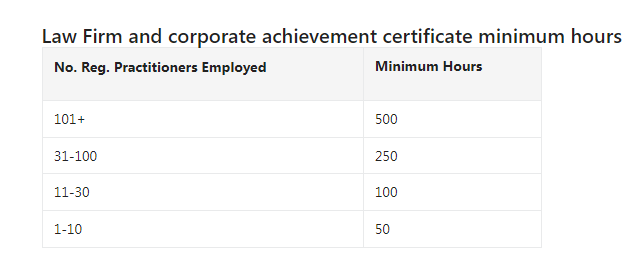 Law Firm and corporate achievement certificate minimum hours
No. Reg. Practitioners Employed Minimum Hours
101+ 500
31-100 250
11-30 100
1-10 50